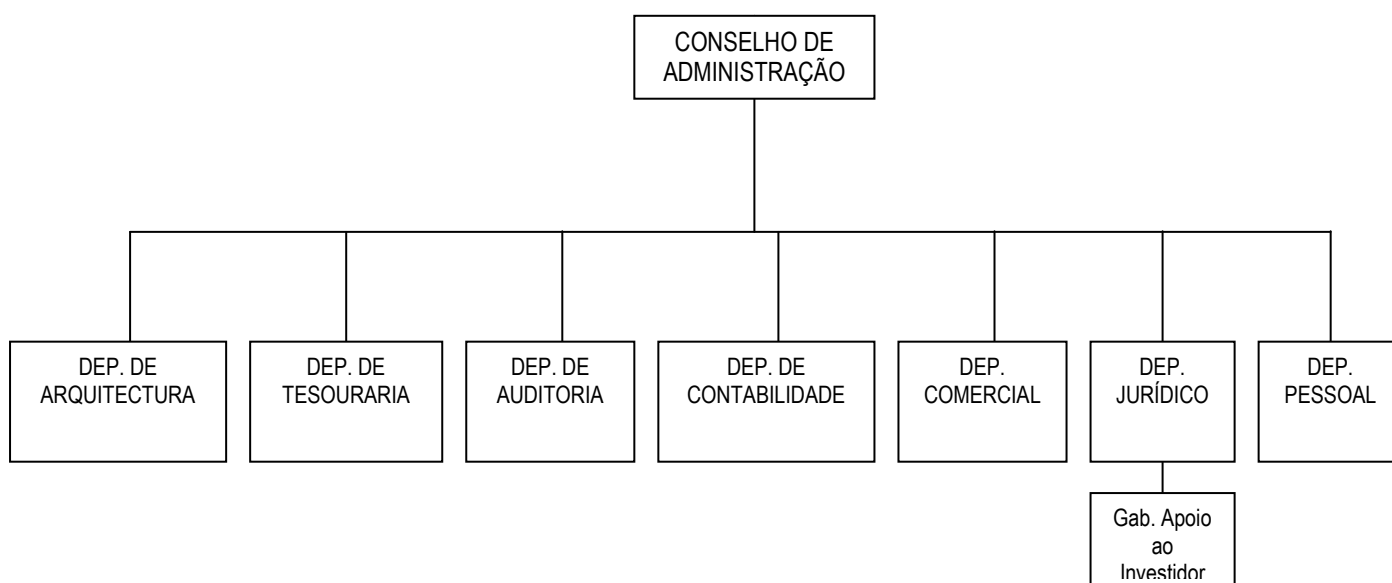 CONSELHO DE
ADMINISTRAÇÃO
DEP. DE
ARQUITECTURA
DEP. DE
TESOURARIA
DEP. DE
AUDITORIA
DEP. DE
CONTABILIDADE
DEP.
COMERCIAL
DEP.
JURÍDICO
DEP.
PESSOAL
Gab. Apoio
ao
Investidor